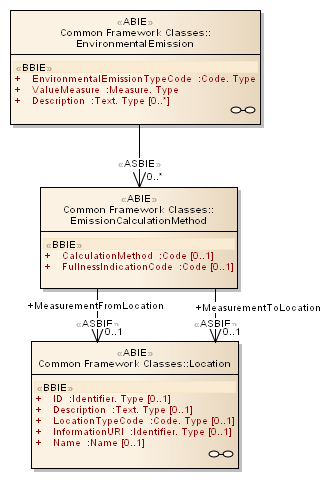 «ABIE»
Common Framework Classes::
EnvironmentalEmission
«BBIE»
+ EnvironmentalEmissionTypeCode :Code. Type
+ ValueMeasure :Measure. Type
+ Description :Text. Type [0..*]
«ASBIE»
0..*
«ABIE»
Common Framework Classes::
EmissionCalculationMethod
«BBIE»
+ CalculationMethod :Code [0..1]
+ FullnessIndicationCode :Code [0..1]
+MeasurementFromLocation +MeasurementToLocation
«ASBIE» «ASBIE»
0..1 0..1
«ABIE»
Common Framework Classes::Location
«BBIE»
+ ID :Identifier. Type [0..1]
+ Description :Text. Type [0..1]
+ LocationTypeCode :Code. Type [0..1]
+ InformationURI :Identifier. Type [0..1]
+ Name :Name [0..1]